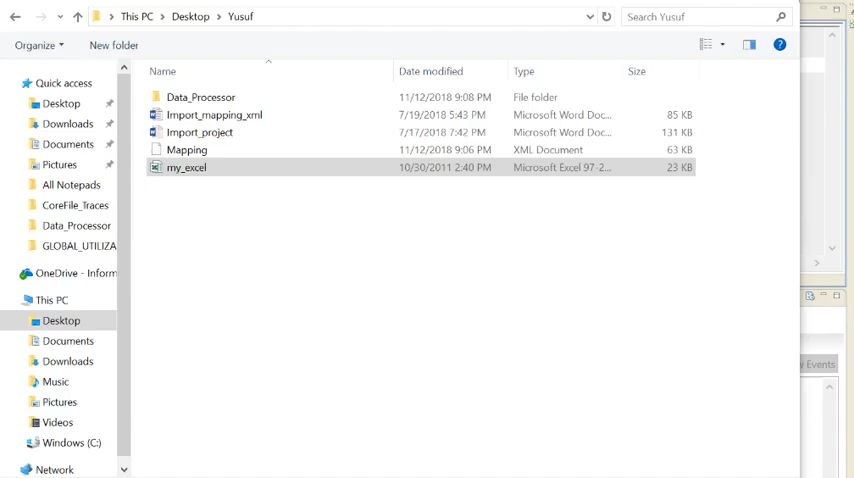 This PC > Desktop > Yusuf
Search Yusuf
Organize
New folder
?
Name
Date modified
Type
Size
Data_Processor 11/12/2018 9:08 PM File folder
Import_mapping_xml 7/19/2018 5:43 PM Microsoft Word Doc... 85 KB
Import_project 7/17/2018 7:42 PM Microsoft Word Doc... 131 KB
Mapping 11/12/2018 9:06 PM XML Document 63 KB
my_excel 10/30/2011 2:40 PM Microsoft Excel 97-2... 23 KB
Quick access
Desktop
Downloads
Documents
Pictures
All Notepads
CoreFile_Traces
Data_Processor
GLOBAL_UTILIZA
OneDrive - Inform
This PC
Desktop
Documents
Downloads
Music
Pictures
Videos
Windows (C:)
Network
y Events